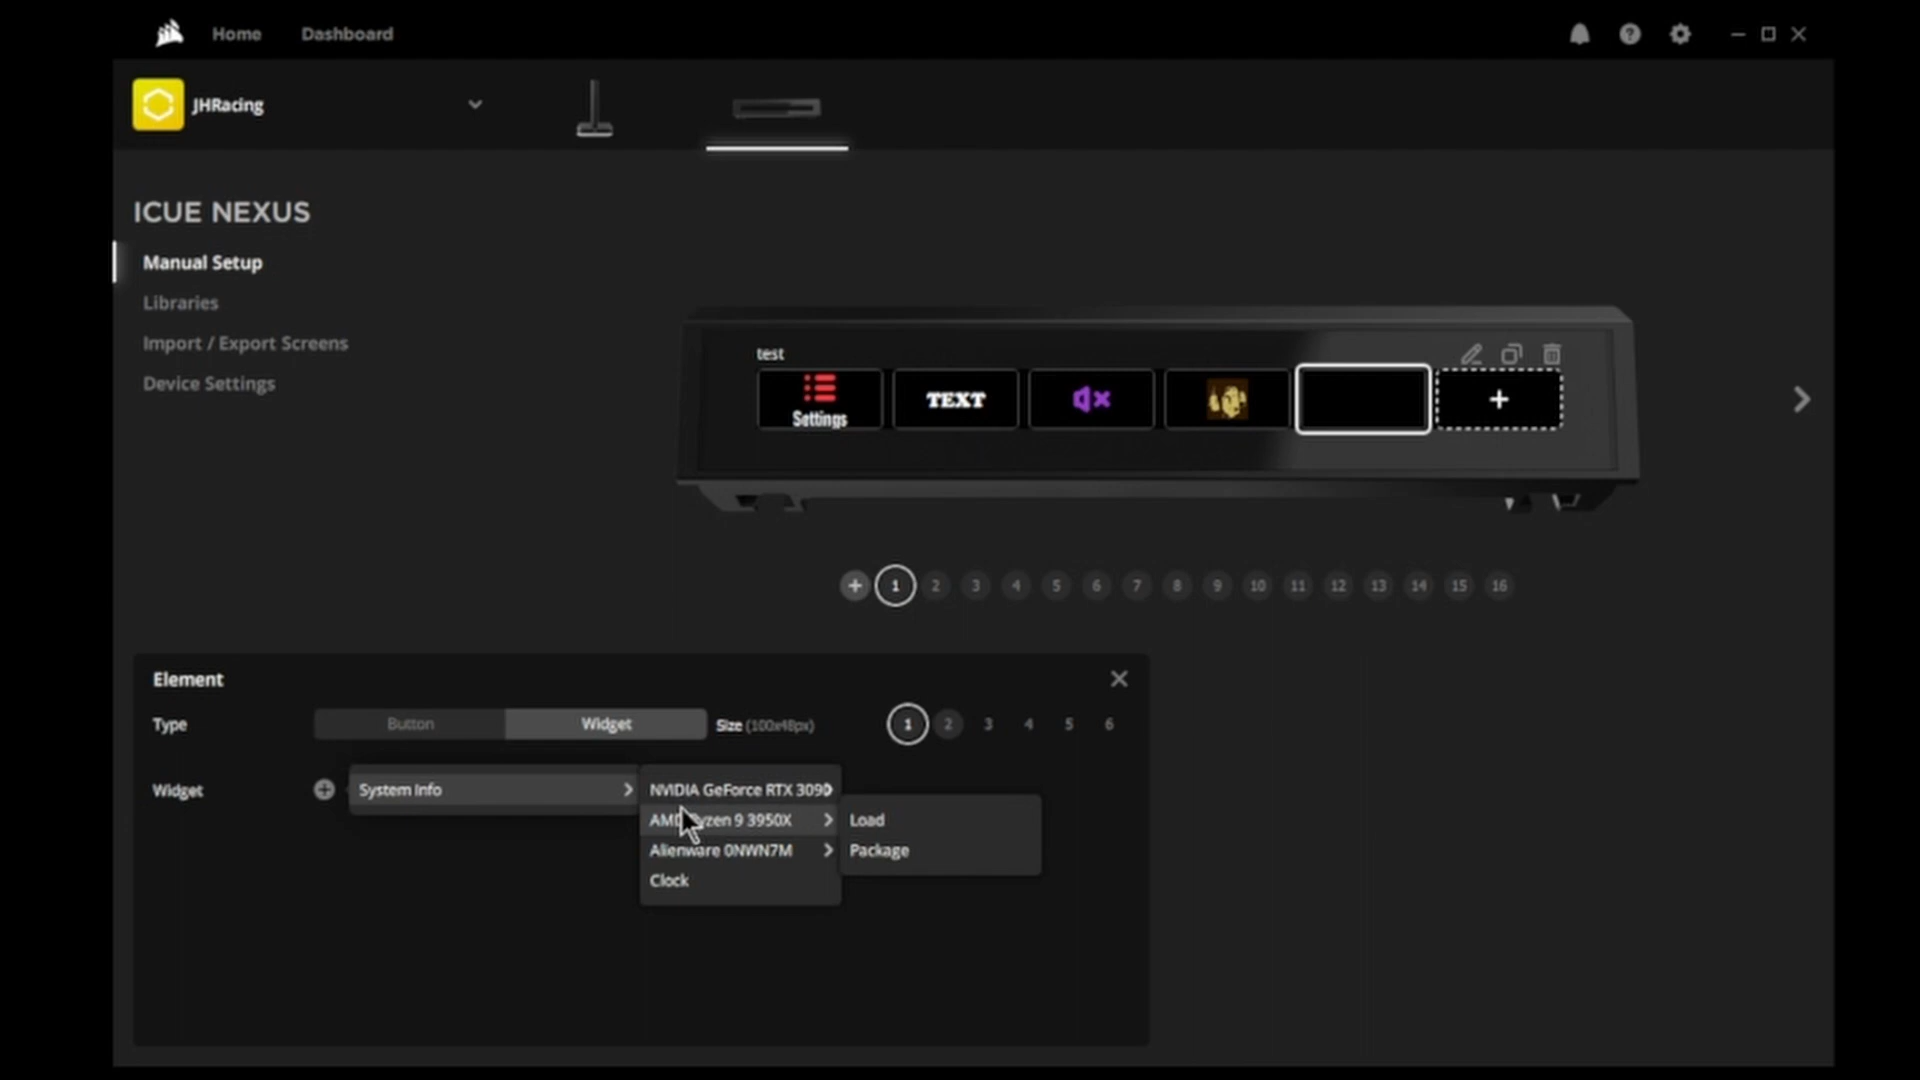 Home Dashboard
JHRacing
ICUE NEXUS
Manual Setup
Libraries
Import / Export Screens
Device Settings
test
Settings TEXT +
+ 1 2 3 4 5 6 7 8 9 10 11 12 13 14 15 16
Element
Type Button Widget Size (100x48px) 1 2 3 4 5 6
Widget System Info NVIDIA GeForce RTX 3090
AMD Ryzen 9 3950X Load
Alienware 0NWN7M Package
Clock